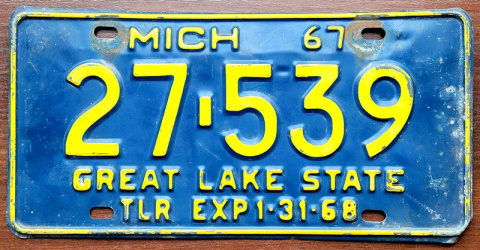 MICH 67
27-539
GREAT LAKE STATE
TLR EXP 1-31-68